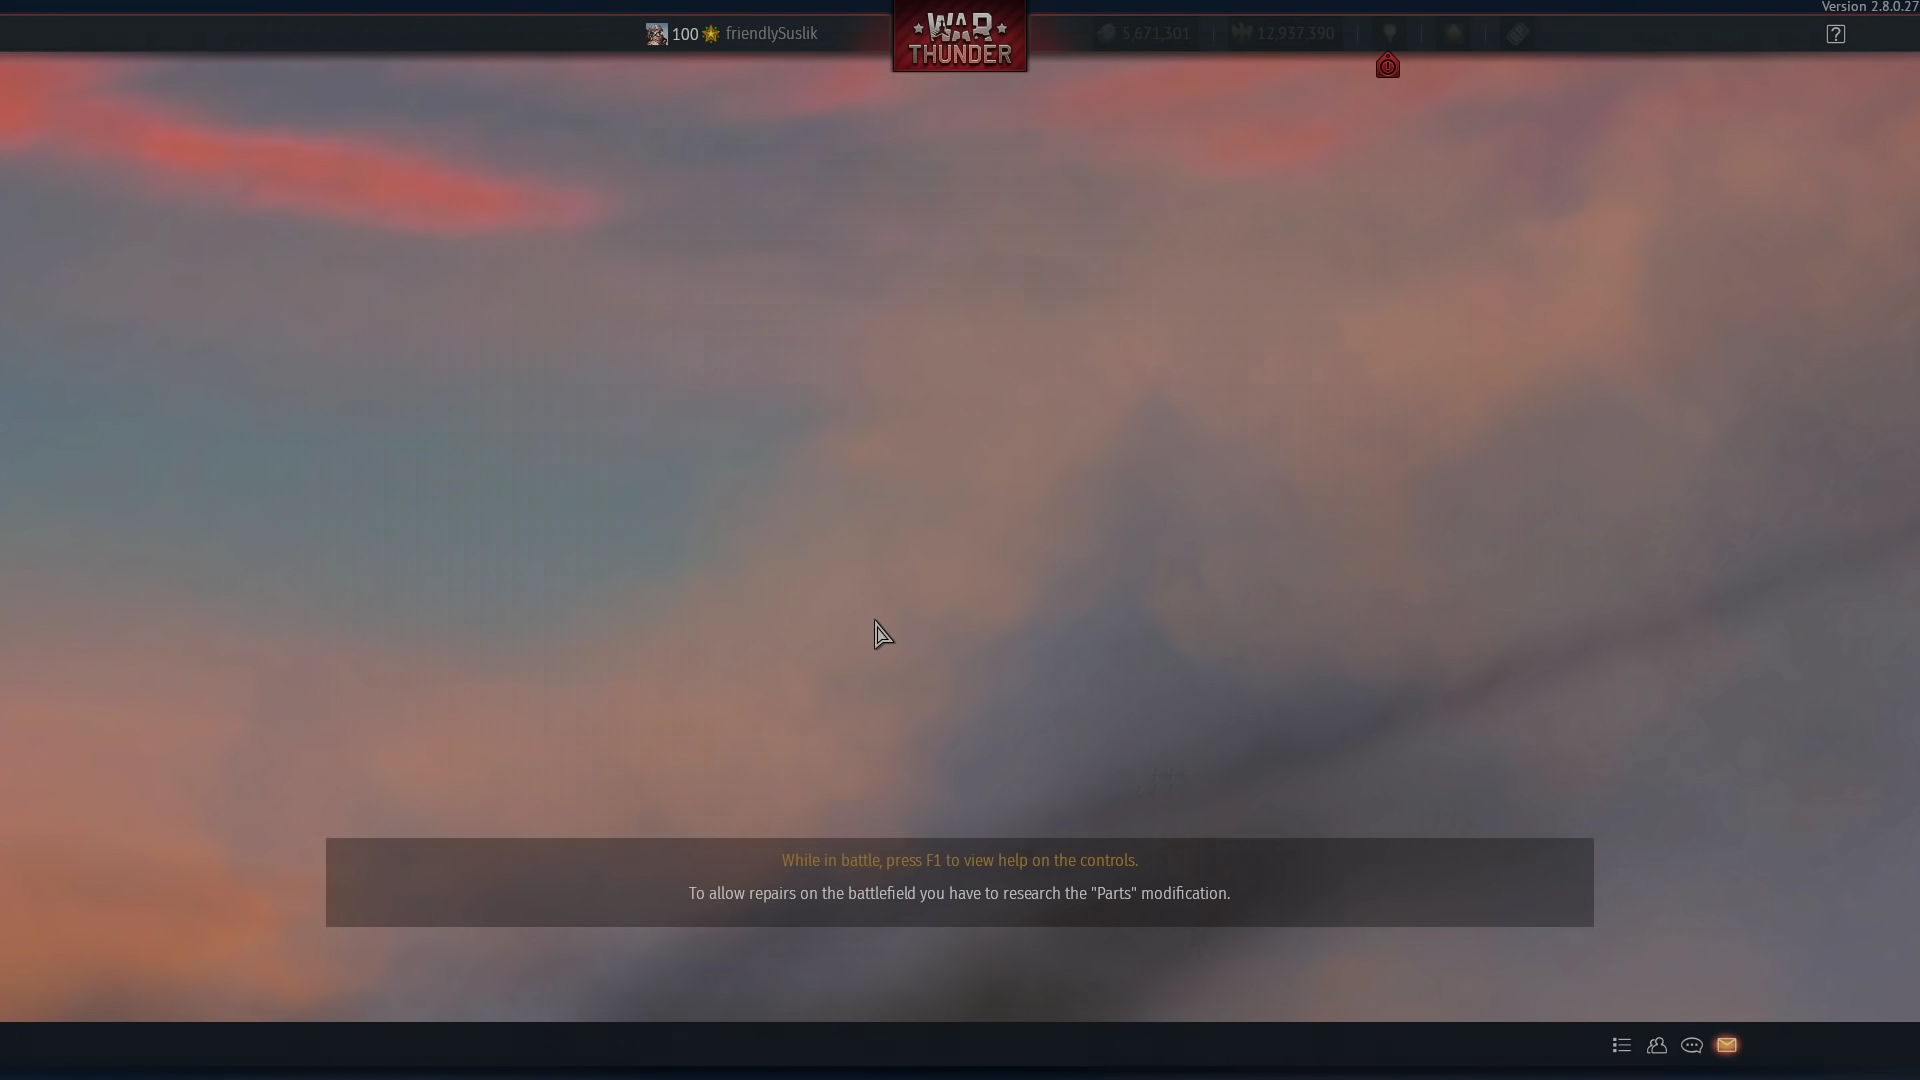 Version 2.8.0.27
100 friendlySuslik
WAR
THUNDER
5,671,301
12,937,390
While in battle, press F1 to view help on the controls.
To allow repairs on the battlefield you have to research the "Parts" modification.